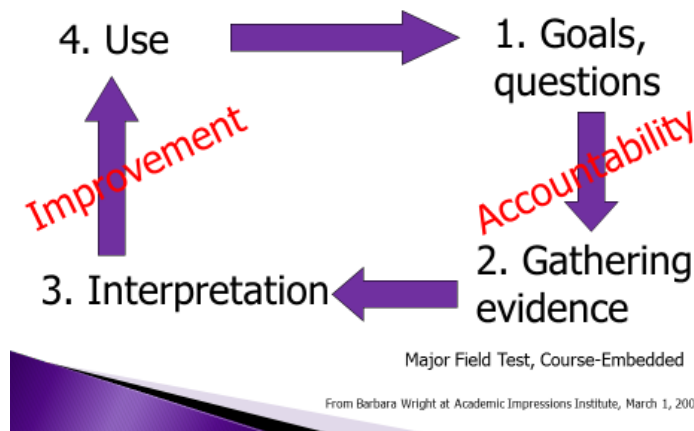 4. Use
1. Goals,
questions
Improvement
Accountability
2. Gathering
evidence
3. Interpretation
Major Field Test, Course-Embedded
From Barbara Wright at Academic Impressions Institute, March 1, 200